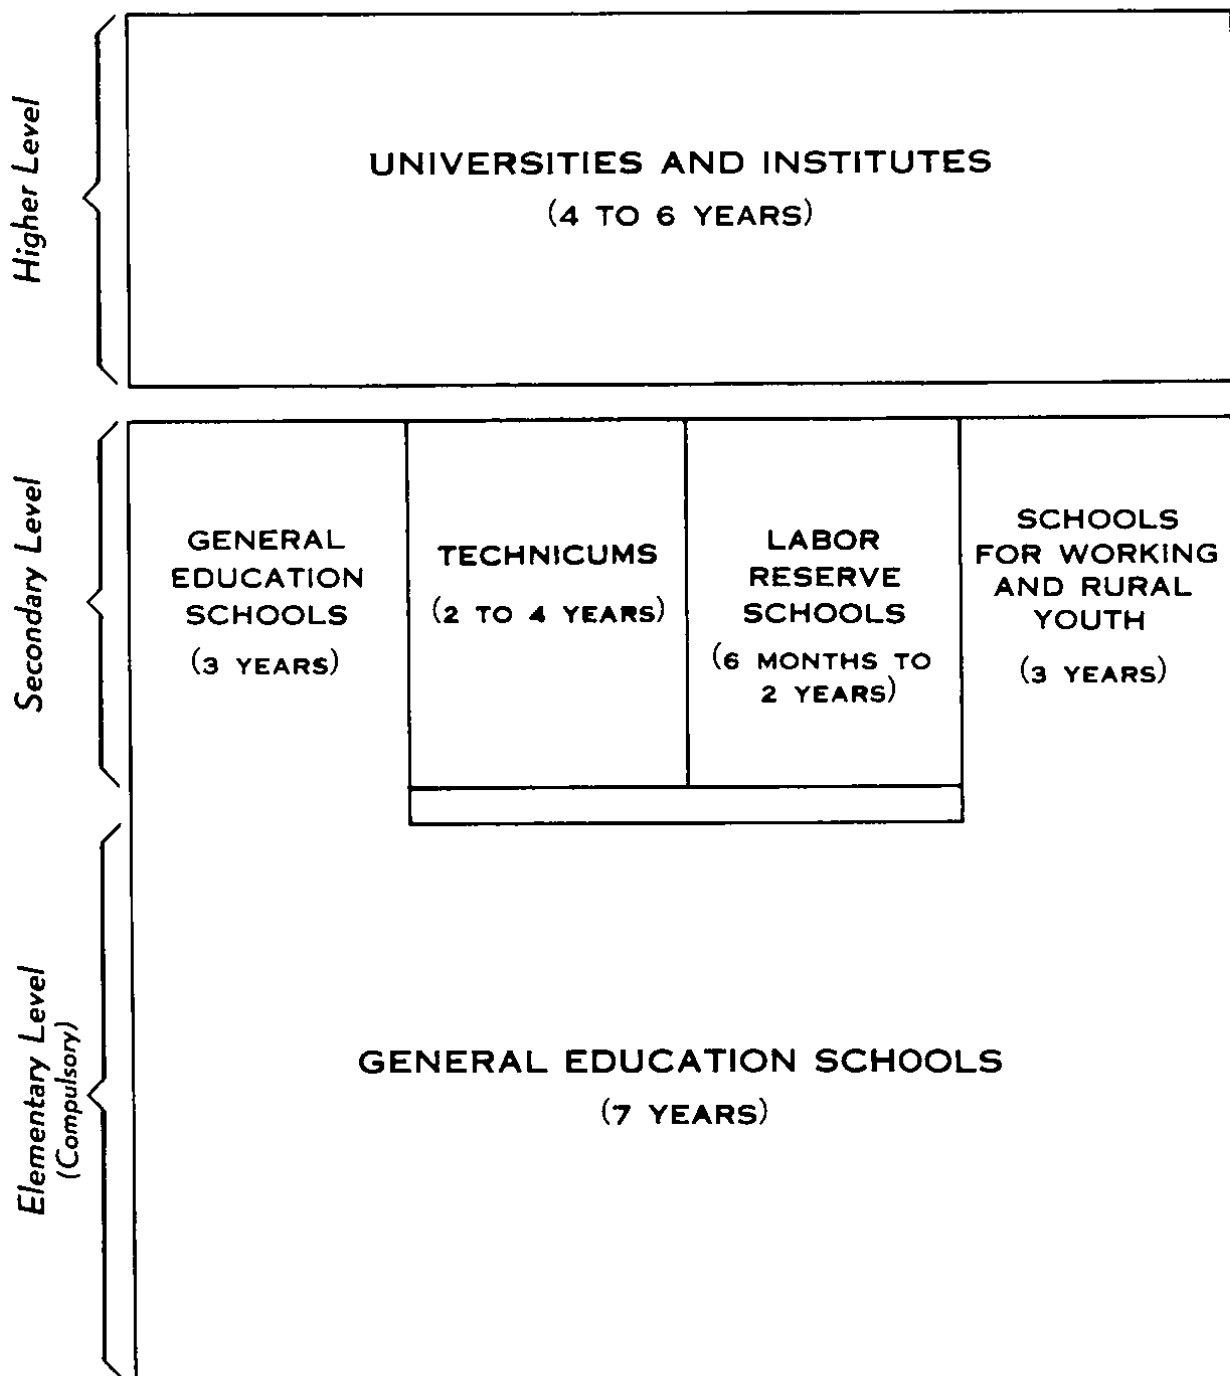 Higher Level
UNIVERSITIES AND INSTITUTES
(4 TO 6 YEARS)
Secondary Level
GENERAL
EDUCATION
SCHOOLS
(3 YEARS)
TECHNICUMS
(2 TO 4 YEARS)
LABOR
RESERVE
SCHOOLS
(6 MONTHS TO
2 YEARS)
SCHOOLS
FOR WORKING
AND RURAL
YOUTH
(3 YEARS)
Elementary Level
(Compulsory)
GENERAL EDUCATION SCHOOLS
(7 YEARS)